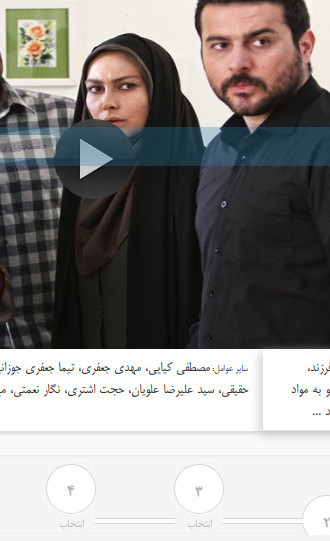 سایر عوامل: مصطفی کیایی، مهدی جعفری، تیما جعفری جوزانی
حقیقی، سید علیرضا علویان، حجت اشتری، نگار نعمتی،
فرزند،
و به مواد
د ...
۴
انتخاب
۳
انتخاب
۲